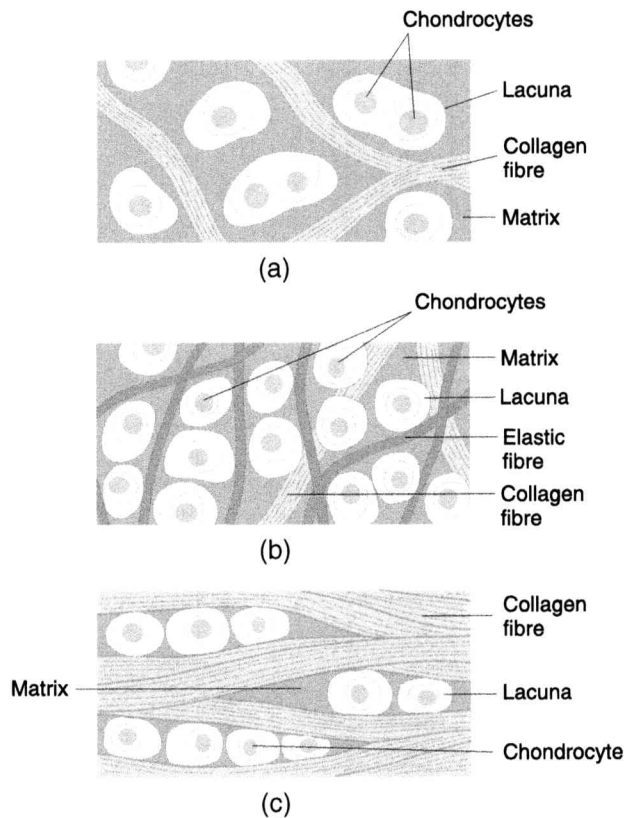 Chondrocytes
Lacuna
Collagen
fibre
Matrix
(a)
Chondrocytes
Matrix
Lacuna
Elastic
fibre
Collagen
fibre
(b)
Collagen
fibre
Matrix
Lacuna
Chondrocyte
(c)